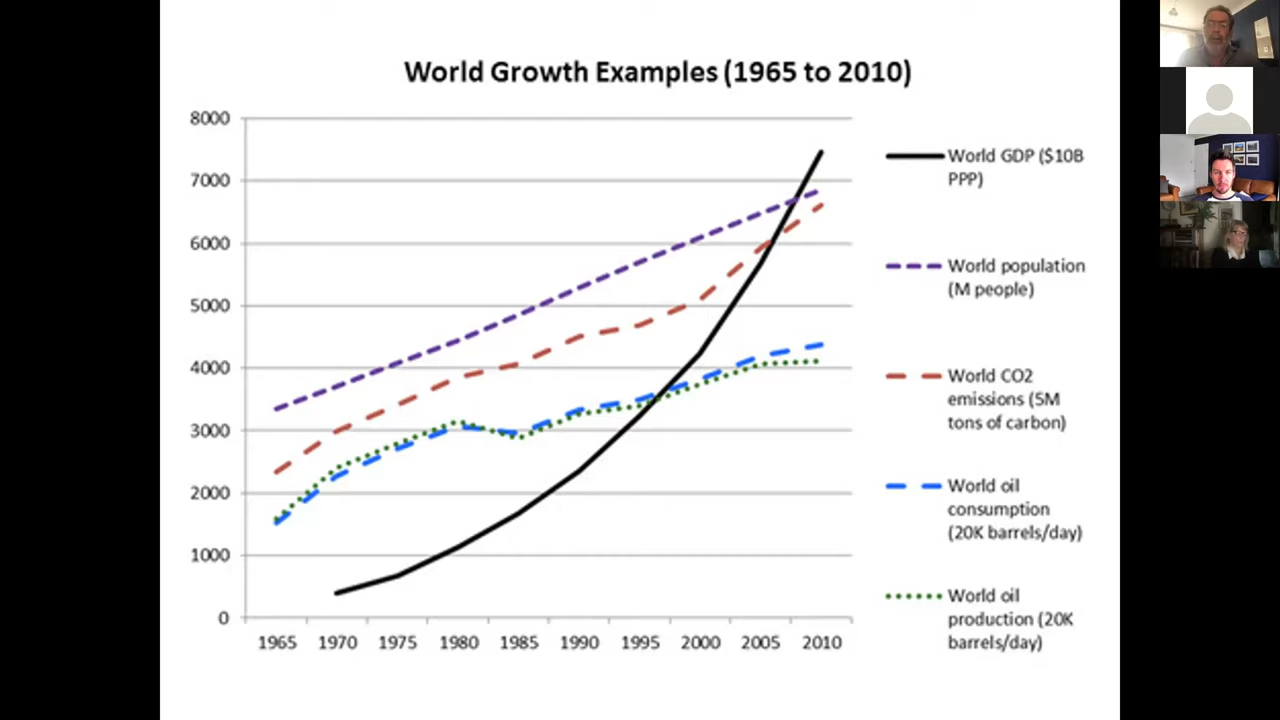 World Growth Examples (1965 to 2010)
8000
7000
6000
5000
4000
3000
2000
1000
0
1965 1970 1975 1980 1985 1990 1995 2000 2005 2010
World GDP ($10B
PPP)
World population
(M people)
World CO2
emissions (5M
tons of carbon)
World oil
consumption
(20K barrels/day)
World oil
production (20K
barrels/day)